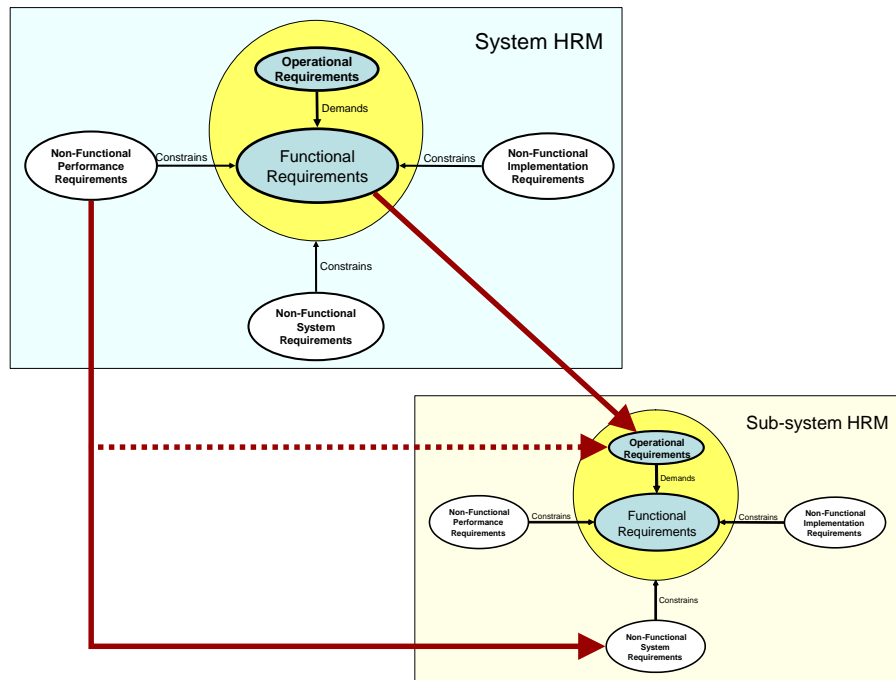 System HRM
Operational
Requirements
Demands
Non-Functional
Performance
Requirements
Constrains
Functional
Requirements
Constrains
Non-Functional
Implementation
Requirements
Constrains
Non-Functional
System
Requirements
Sub-system HRM
Operational
Requirements
Demands
Non-Functional
Performance
Requirements
Constrains
Functional
Requirements
Constrains
Non-Functional
Implementation
Requirements
Constrains
Non-Functional
System
Requirements